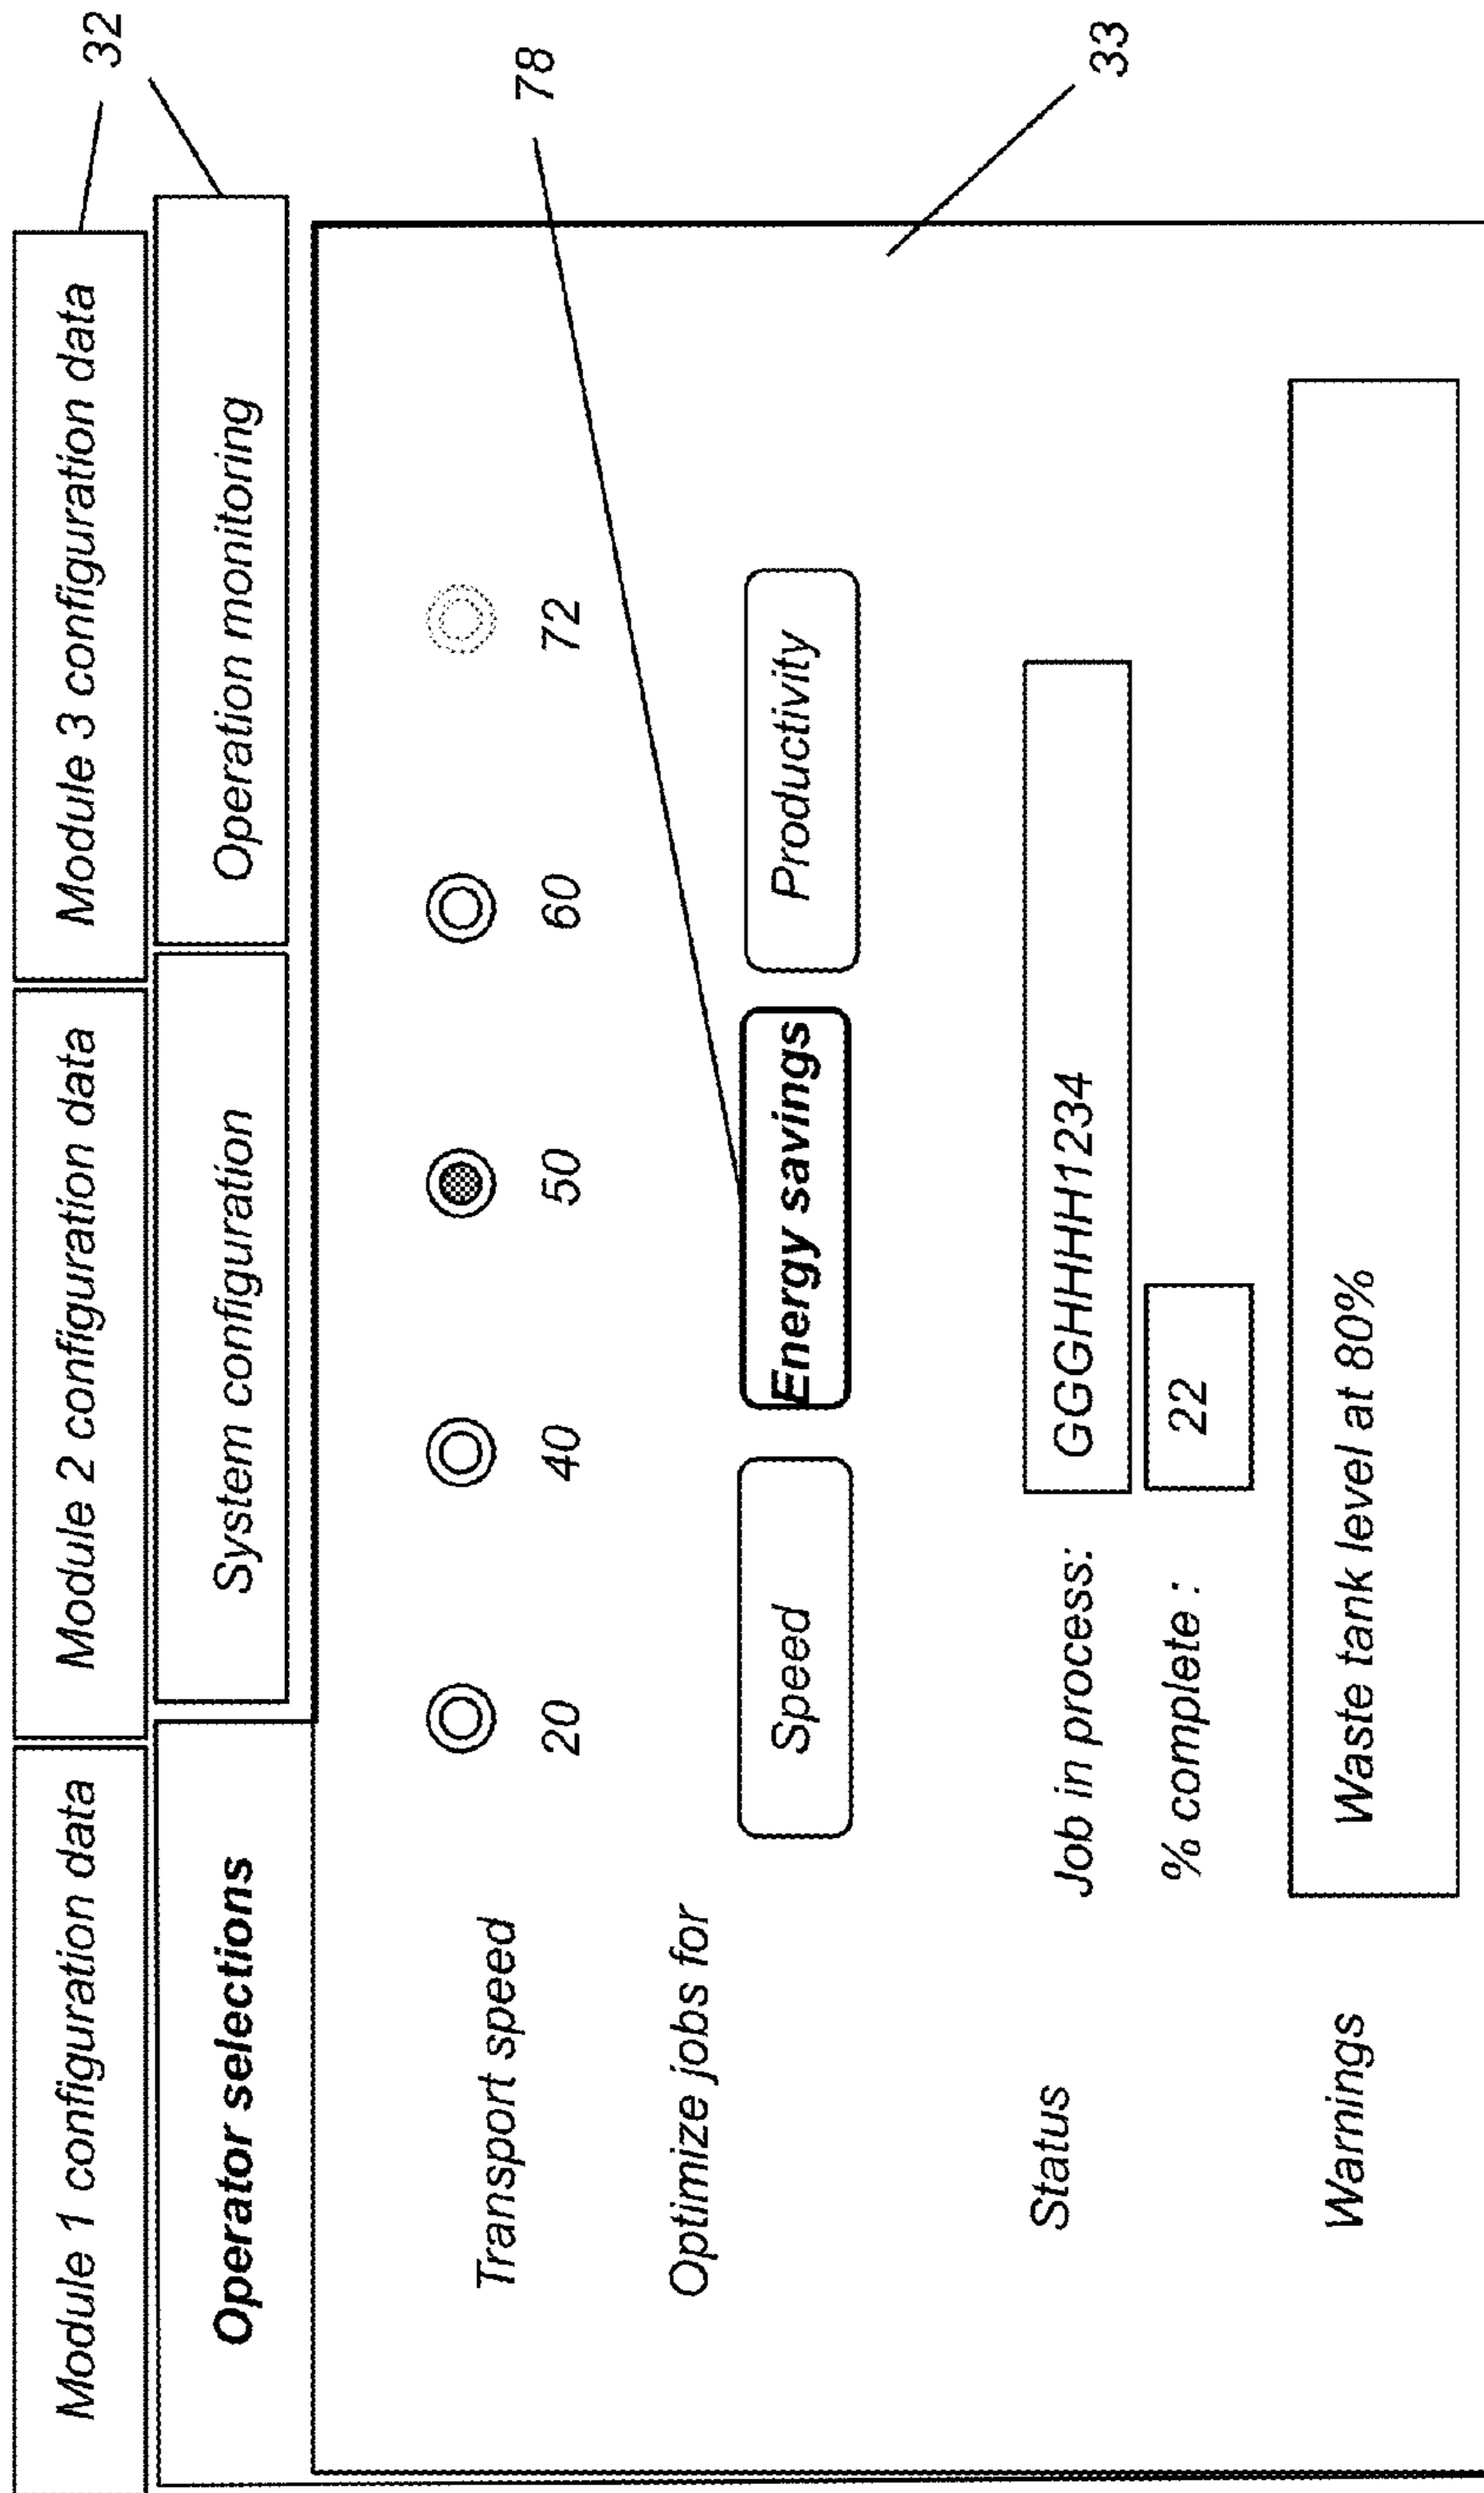 Module 1 configuration data
Module 2 configuration data
Module 3 configuration data
32
Operator selections
System configuration
Operation monitoring
Transport speed
20
40
50
60
72
78
Optimize jobs for
Speed
Energy savings
Productivity
33
Status
Job in process:
GGGHHHH1234
% complete :
22
Warnings
Waste tank level at 80%